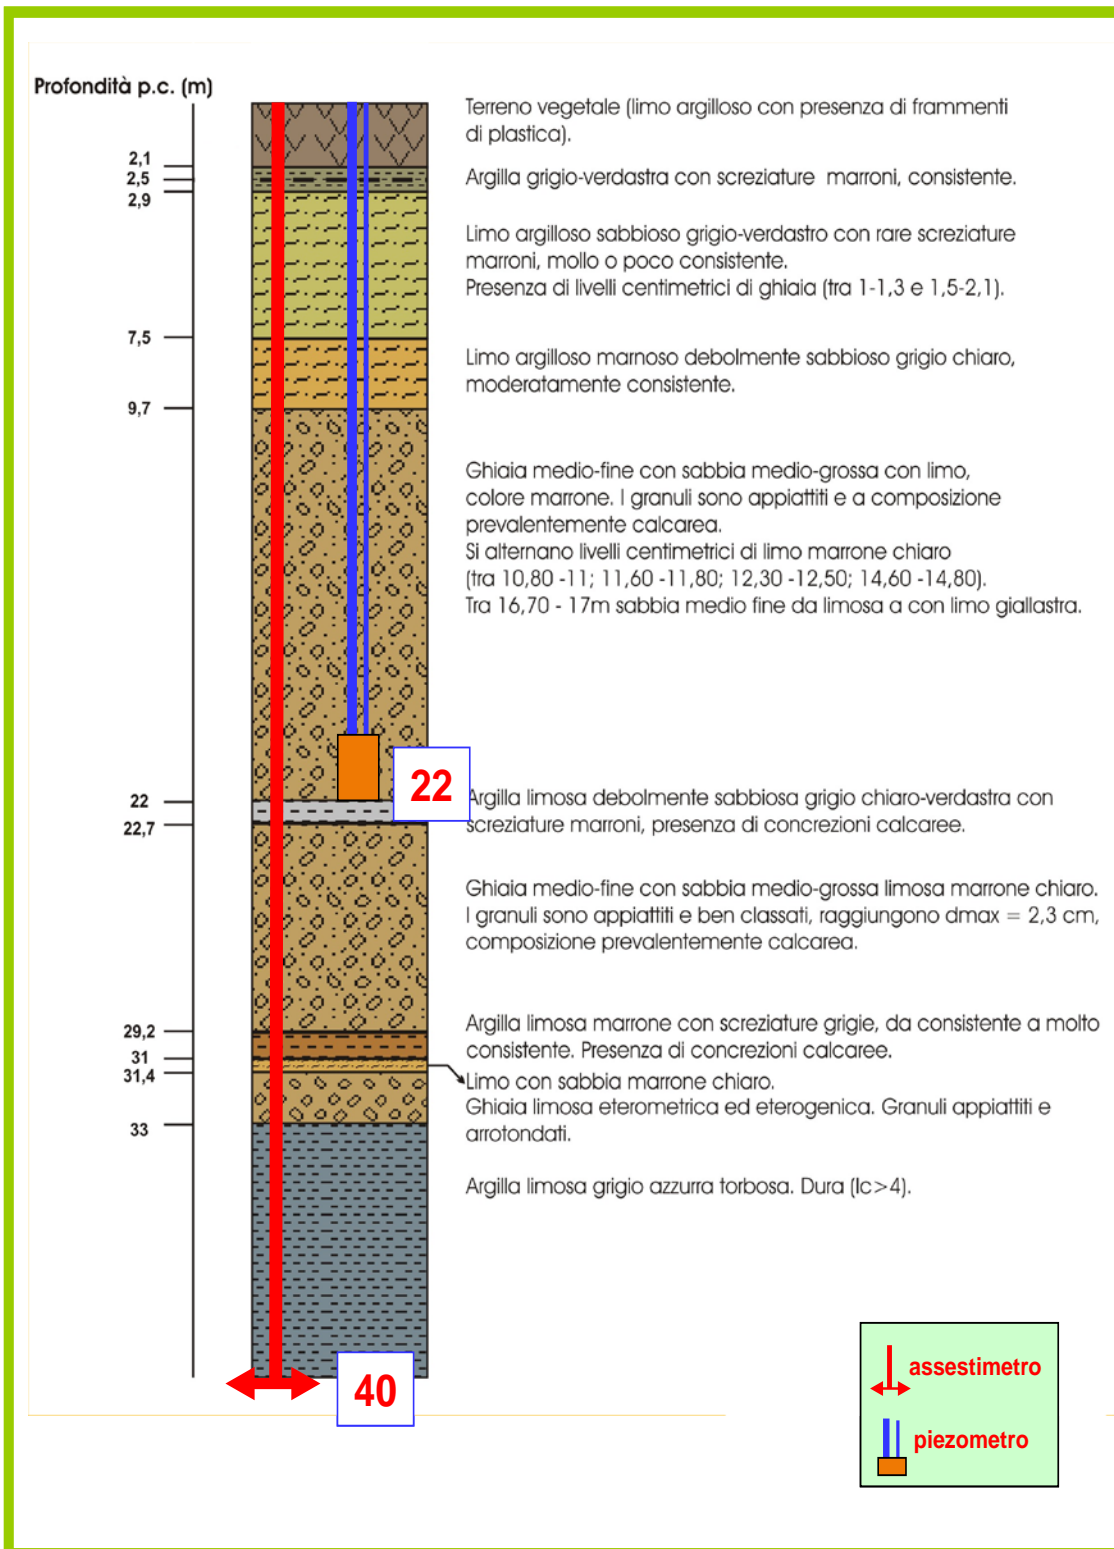 Profondità p.c. (m)
Terreno vegetale (limo argilloso con presenza di frammenti
di plastica).
2,1
2,5
Argilla grigio-verdastra con screziature marroni, consistente.
2,9
Limo argilloso sabbioso grigio-verdastro con rare screziature
marroni, mollo o poco consistente.
Presenza di livelli centimetrici di ghiaia (tra 1-1,3 e 1,5-2,1).
7,5
Limo argilloso marnoso debolmente sabbioso grigio chiaro,
moderatamente consistente.
9,7
Ghiaia medio-fine con sabbia medio-grossa con limo,
colore marrone. I granuli sono appiattiti e a composizione
prevalentemente calcarea.
Si alternano livelli centimetrici di limo marrone chiaro
(tra 10,80 -11; 11,60 -11,80; 12,30 -12,50; 14,60 -14,80).
Tra 16,70 - 17m sabbia medio fine da limosa a con limo giallastra.
22
22
Argilla limosa debolmente sabbiosa grigio chiaro-verdastra con
screziature marroni, presenza di concrezioni calcaree.
22,7
Ghiaia medio-fine con sabbia medio-grossa limosa marrone chiaro.
I granuli sono appiattiti e ben classati, raggiungono dmax = 2,3 cm,
composizione prevalentemente calcarea.
29,2
Argilla limosa marrone con screziature grigie, da consistente a molto
consistente. Presenza di concrezioni calcaree.
31
31,4
Limo con sabbia marrone chiaro.
Ghiaia limosa eterometrica ed eterogenica. Granuli appiattiti e
arrotondati.
33
Argilla limosa grigio azzurra torbosa. Dura (Ic>4).
40
assestimetro
piezometro